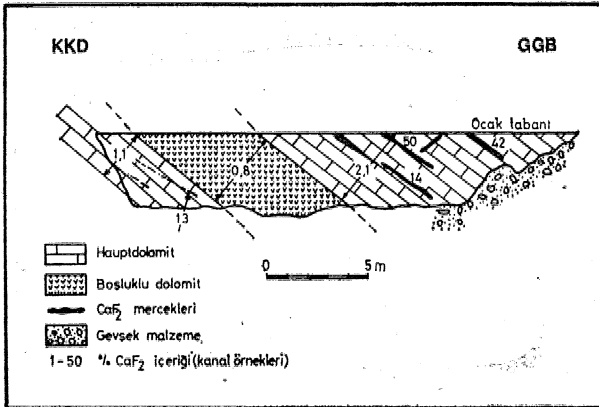 KKD GGB
Ocak tabanı
1,1 13 0,8 2,1 14 50 42
0 5 m
Hauptdolomit
Boşluklu dolomit
CaF2 mercekleri
Gevşek malzeme
1-50 % CaF2 içeriği (kanal örnekleri)